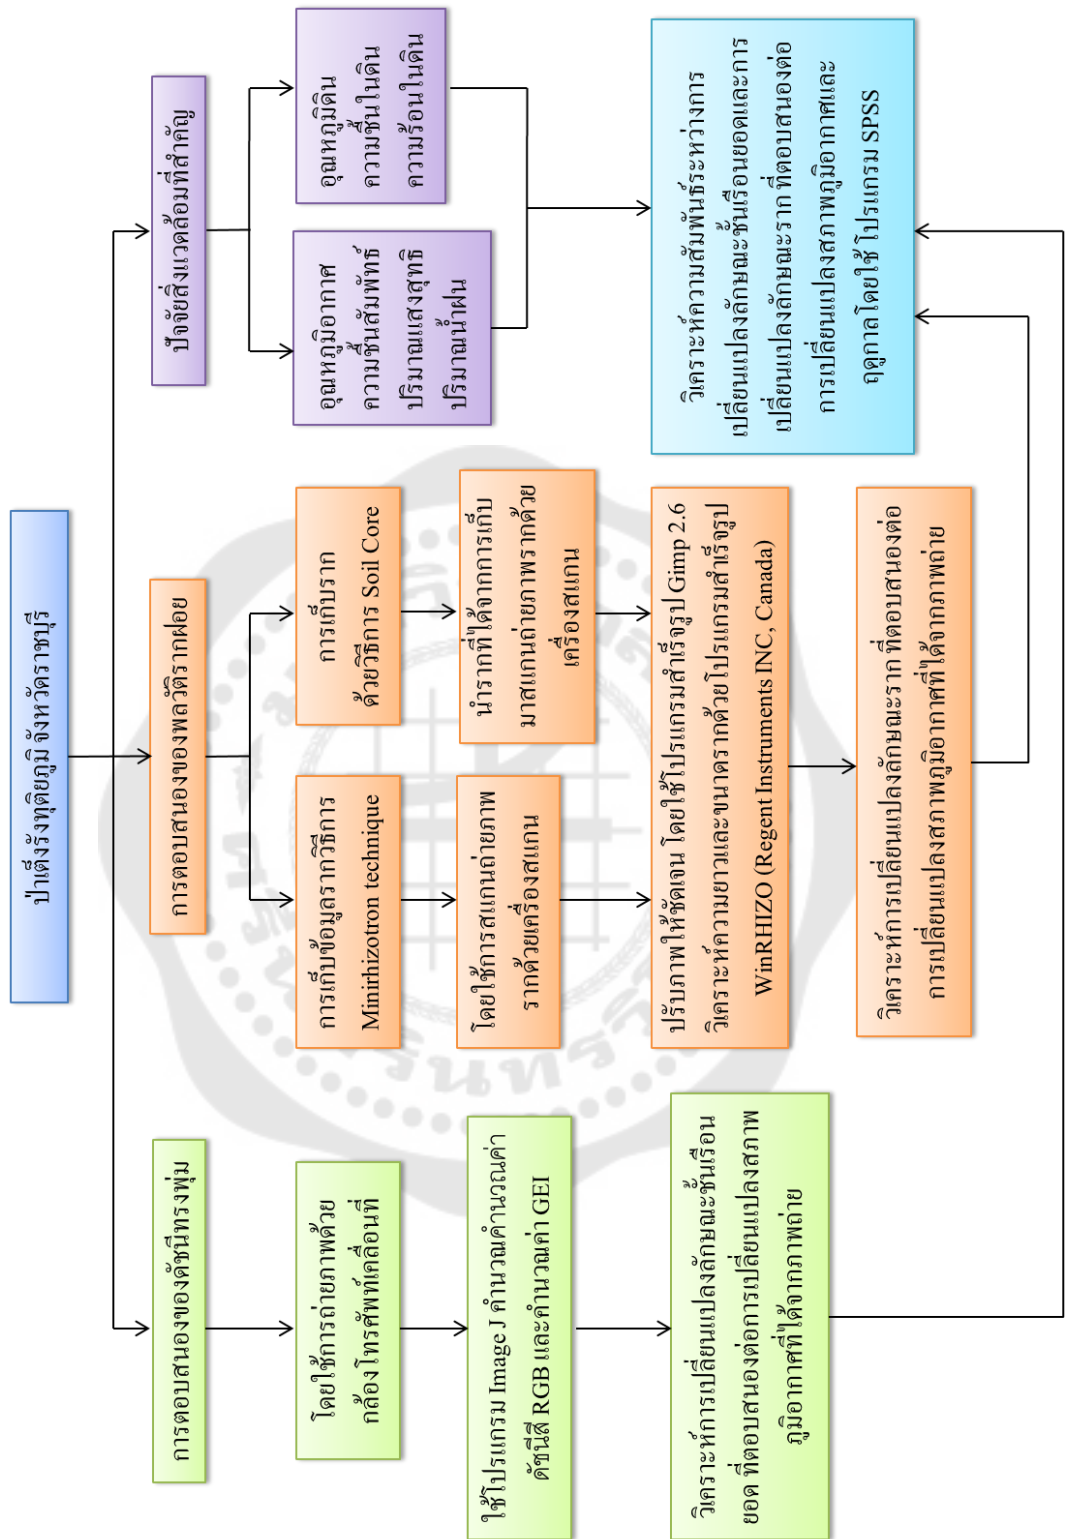 ป่าเต็งรังทุติยภูมิ จังหวัดราชบุรี
การตอบสนองของดัชนีทรงพุ่ม
โดยใช้การถ่ายภาพด้วย
กล้องโทรศัพท์เคลื่อนที่
ใช้โปรแกรม Image J คำนวณคำนวณค่า
ดัชนีสี RGB และคำนวณค่า GEI
วิเคราะห์การเปลี่ยนแปลงลักษณะชั้นเรือน
ยอด ที่ตอบสนองต่อการเปลี่ยนแปลงสภาพ
ภูมิอากาศที่ได้จากภาพถ่าย
การตอบสนองของพลวัติรากฝอย
การเก็บข้อมูลรากวิธีการ
Minirhizotron technique
โดยใช้การสแกนถ่ายภาพ
รากด้วยเครื่องสแกน
การเก็บราก
ด้วยวิธีการ Soil Core
นำรากที่ได้จากการเก็บ
มาสแกนถ่ายภาพรากด้วย
เครื่องสแกน
ปรับภาพให้ชัดเจน โดยใช้โปรแกรมสำเร็จรูป Gimp 2.6
วิเคราะห์ความยาวและขนาดรากด้วยโปรแกรมสำเร็จรูป
WinRHIZO (Regent Instruments INC, Canada)
วิเคราะห์การเปลี่ยนแปลงลักษณะราก ที่ตอบสนองต่อ
การเปลี่ยนแปลงสภาพภูมิอากาศที่ได้จากภาพถ่าย
ปัจจัยสิ่งแวดล้อมที่สำคัญ
อุณหภูมิอากาศ
ความชื้นสัมพัทธ์
ปริมาณแสงสุทธิ
ปริมาณน้ำฝน
อุณหภูมิดิน
ความชื้นในดิน
ความร้อนในดิน
วิเคราะห์ความสัมพันธ์ระหว่างการ
เปลี่ยนแปลงลักษณะชั้นเรือนยอดและการ
เปลี่ยนแปลงลักษณะราก ที่ตอบสนองต่อ
การเปลี่ยนแปลงสภาพภูมิอากาศและ
ฤดูกาลโดยใช้ โปรแกรม SPSS